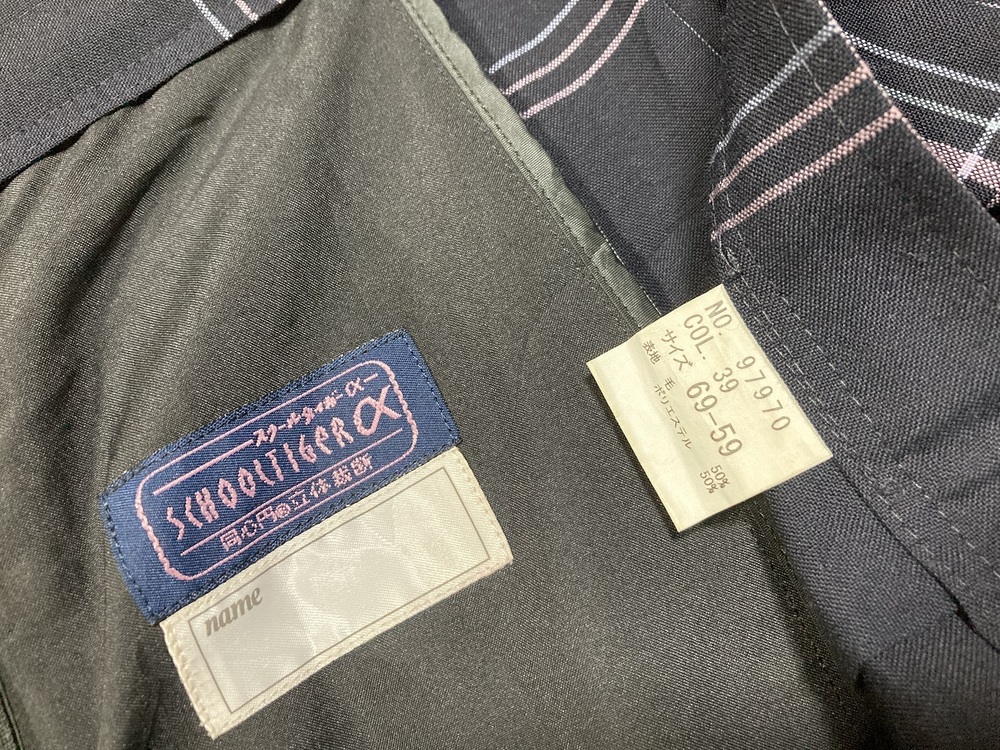 スクールタイガーα
SCHOOLTIGER α
同心円の立体裁断
name
NO. 97970
COL. 39
サイズ 69-59
表地 毛 50%
ポリエステル 50%